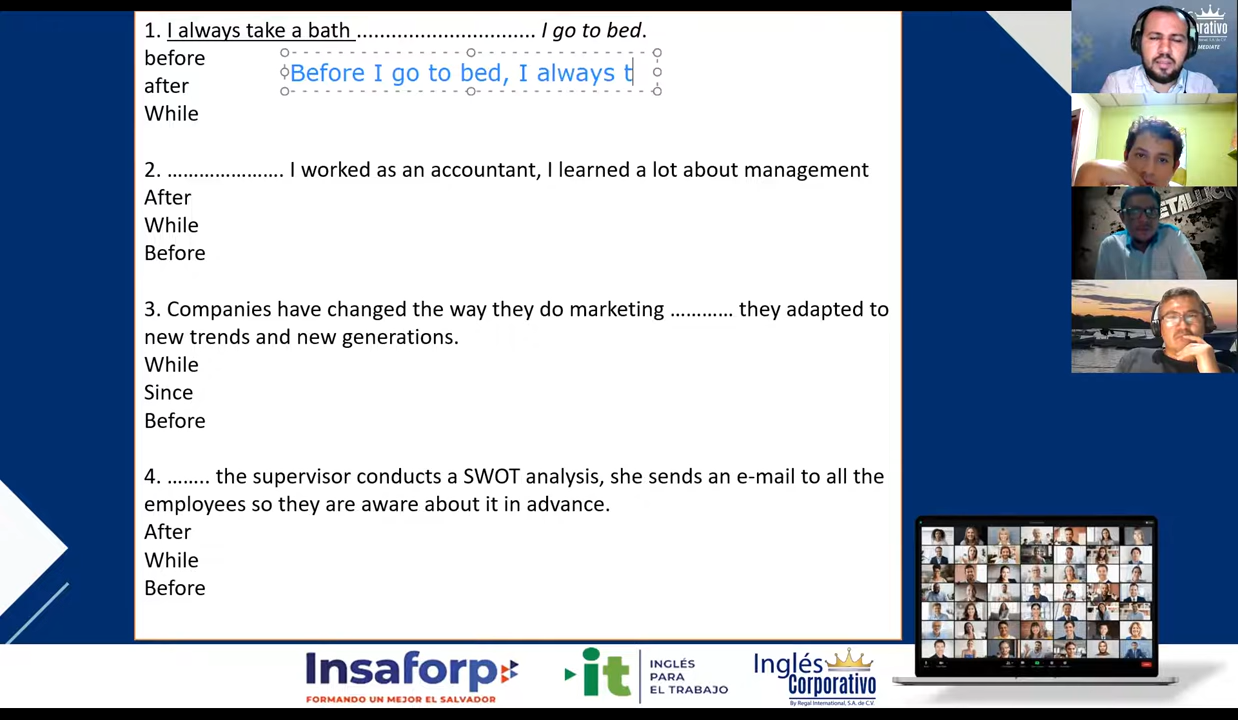 1. I always take a bath ............................... I go to bed.
before
Before I go to bed, I always t
after
While
2. …………………. I worked as an accountant, I learned a lot about management
After
While
Before
3. Companies have changed the way they do marketing ………… they adapted to
new trends and new generations.
While
Since
Before
4. …….. the supervisor conducts a SWOT analysis, she sends an e-mail to all the
employees so they are aware about it in advance.
After
While
Before
METALLICA
Insaforp
FORMANDO UN MEJOR EL SALVADOR
it
INGLÉS
PARA
EL TRABAJO
Inglés
Corporativo
By Regal International, S.A. de C.V.